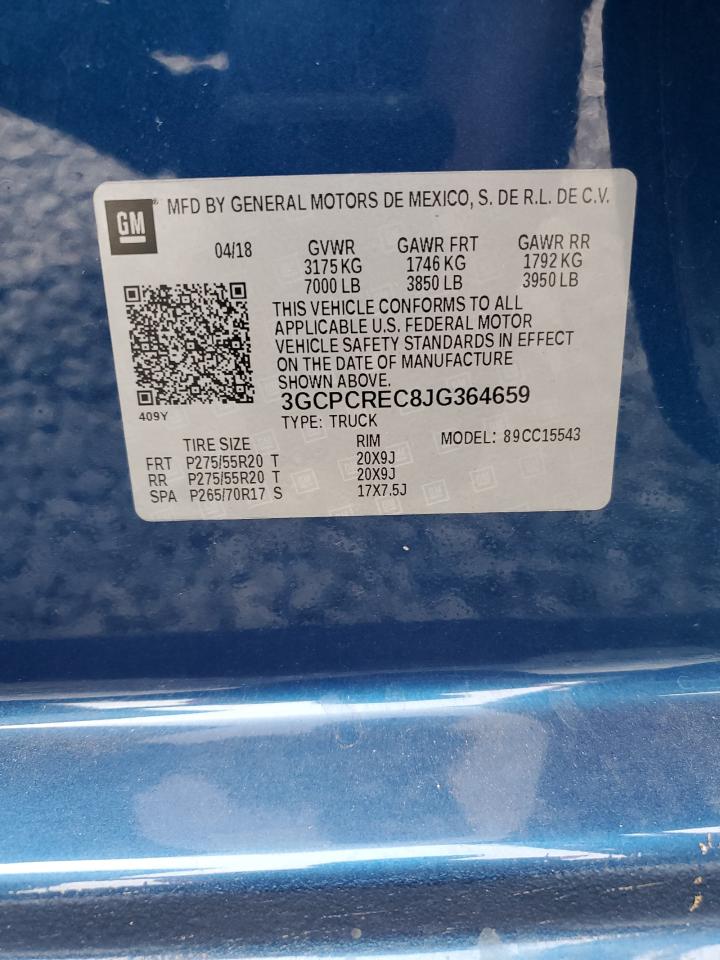 GM ® MFD BY GENERAL MOTORS DE MEXICO, S. DE R.L. DE C.V.
04/18 GVWR GAWR FRT GAWR RR
3175 KG 1746 KG 1792 KG
7000 LB 3850 LB 3950 LB
THIS VEHICLE CONFORMS TO ALL
APPLICABLE U.S. FEDERAL MOTOR
VEHICLE SAFETY STANDARDS IN EFFECT
ON THE DATE OF MANUFACTURE
SHOWN ABOVE.
3GCPCREC8JG364659
409Y
TYPE: TRUCK
TIRE SIZE RIM MODEL: 89CC15543
FRT P275/55R20 T 20X9J
RR P275/55R20 T 20X9J
SPA P265/70R17 S 17X7.5J